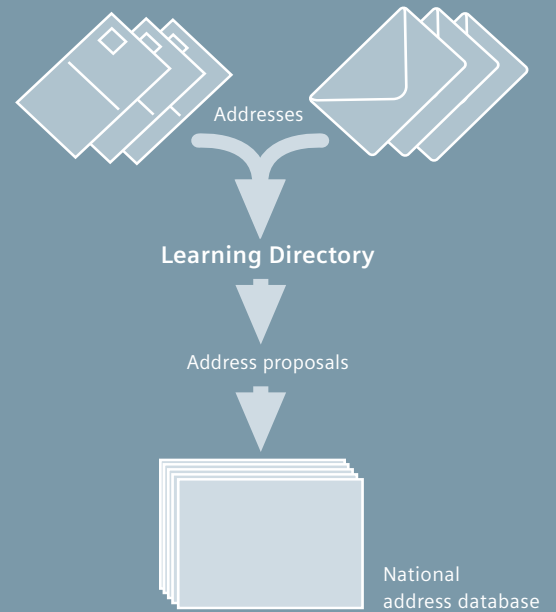 Addresses
Learning Directory
Address proposals
National
address database